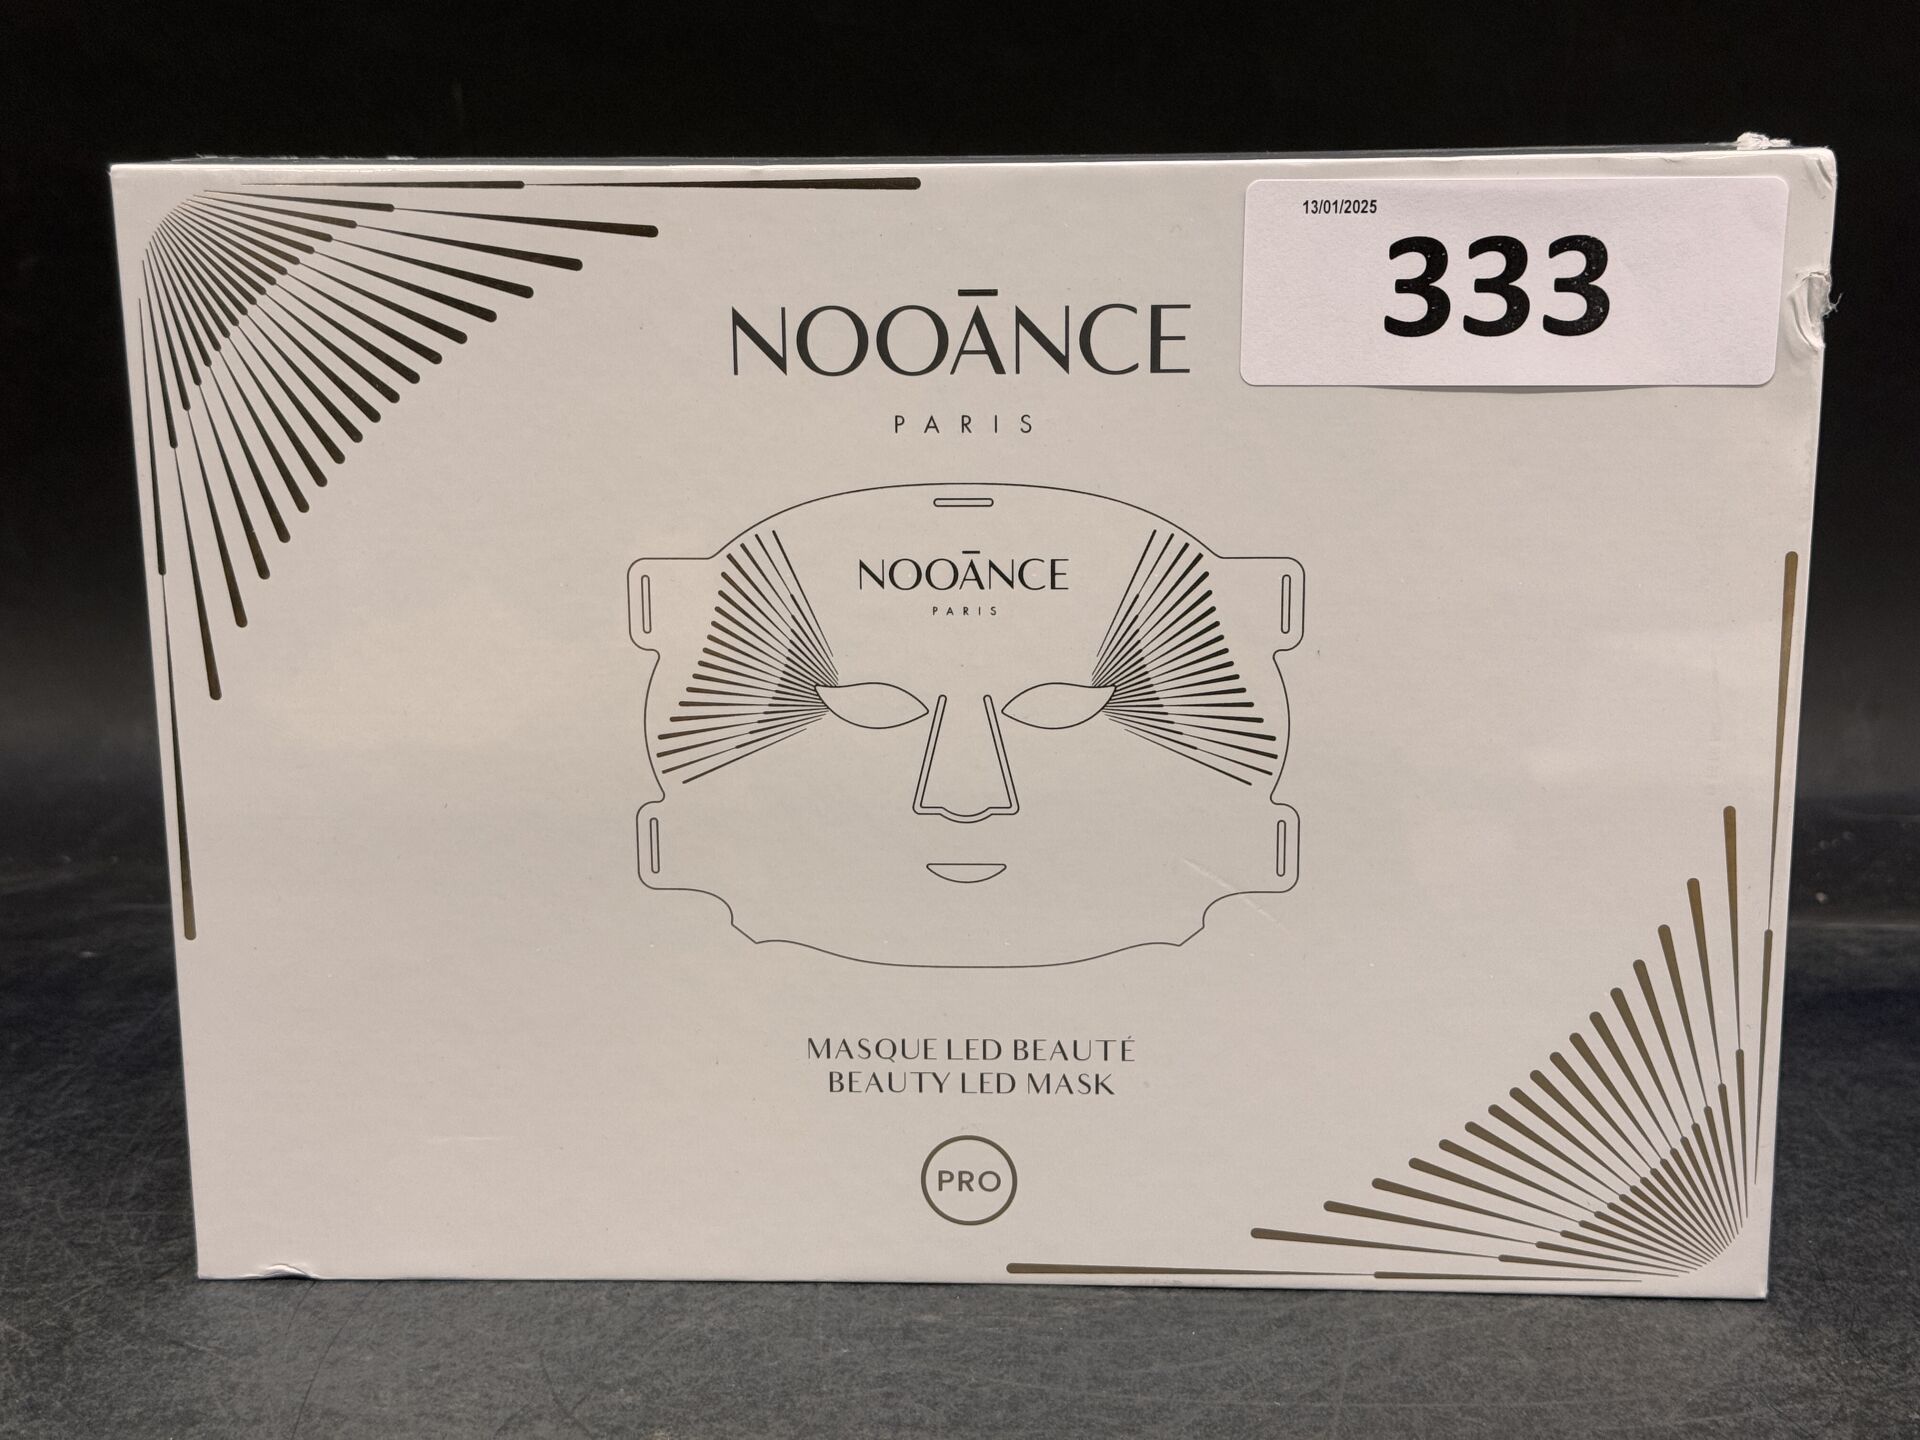 13/01/2025
333
NOOĀNCE
PARIS
NOOĀNCE
PARIS
MASQUE LED BEAUTÉ
BEAUTY LED MASK
PRO